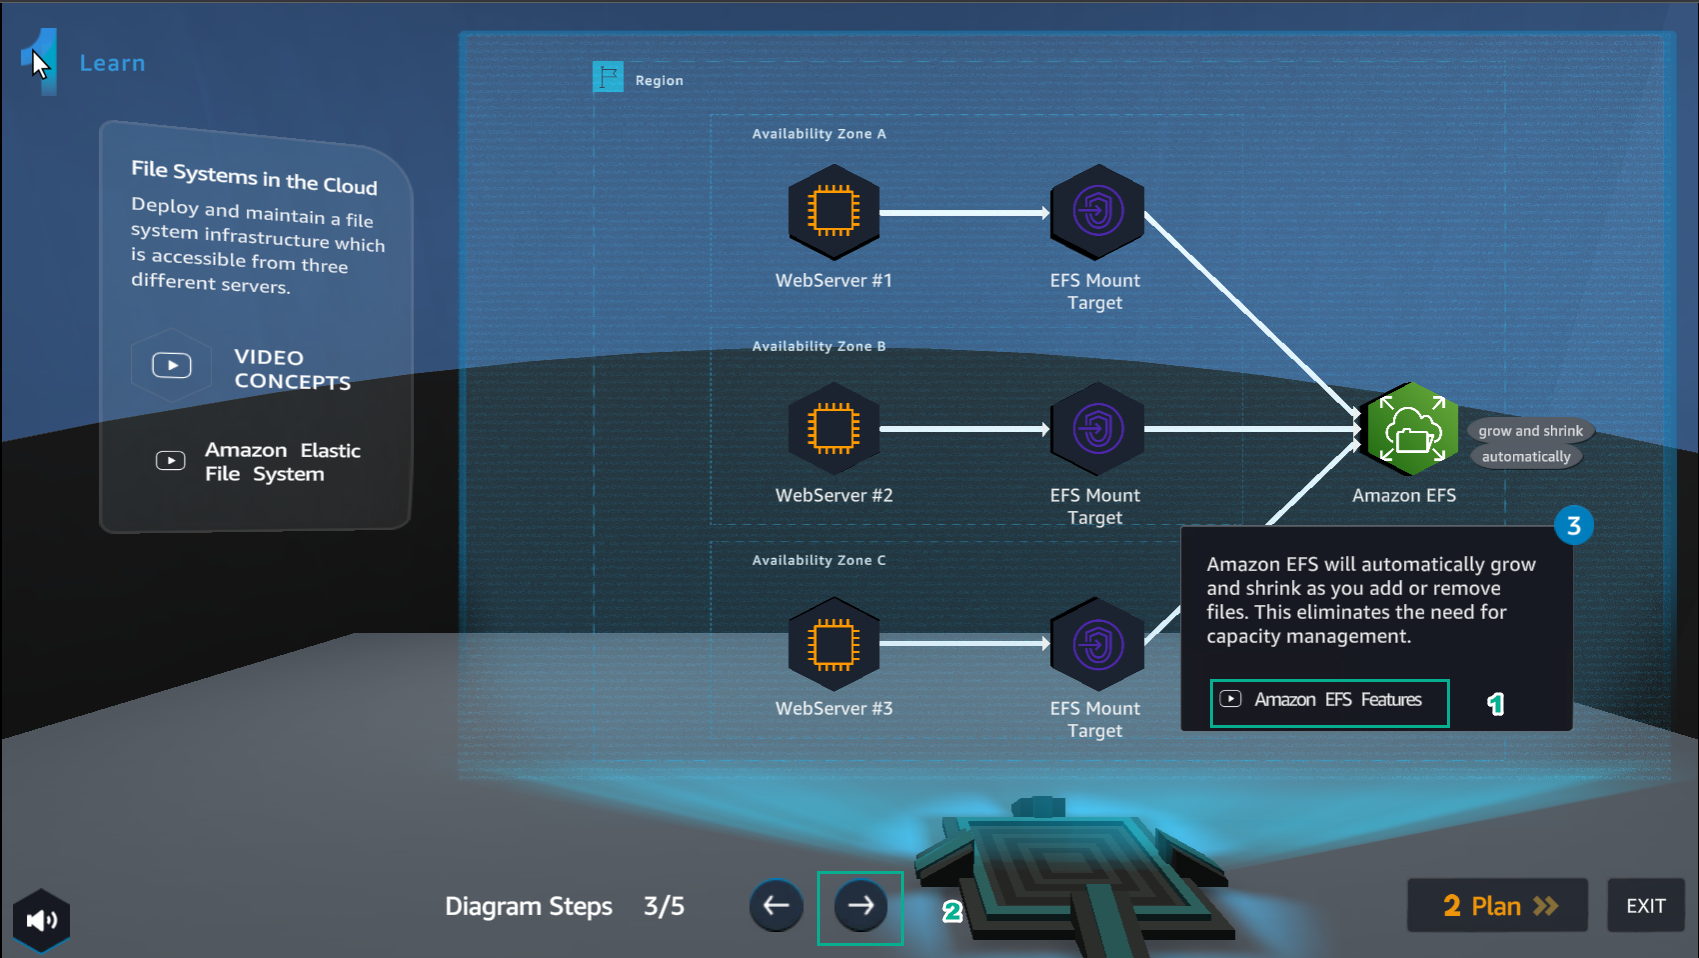 1
Learn
File Systems in the Cloud
Deploy and maintain a file
system infrastructure which
is accessible from three
different servers.
VIDEO
CONCEPTS
Amazon Elastic
File System
Region
Availability Zone A
WebServer #1
EFS Mount
Target
Availability Zone B
WebServer #2
EFS Mount
Target
Amazon EFS
grow and shrink
automatically
Availability Zone C
WebServer #3
EFS Mount
Target
3
Amazon EFS will automatically grow
and shrink as you add or remove
files. This eliminates the need for
capacity management.
Amazon EFS Features
1
Diagram Steps 3/5
2
2 Plan
EXIT